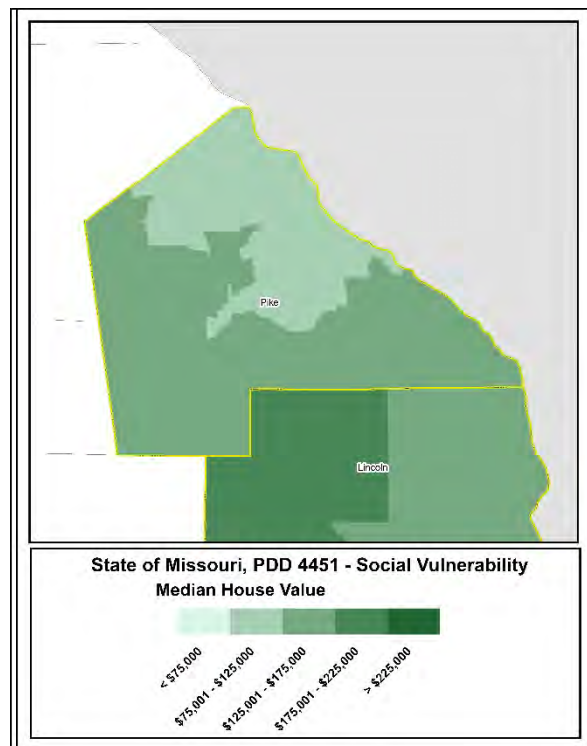 Pike
Lincoln
State of Missouri, PDD 4451 - Social Vulnerability
Median House Value
< $75,000
$75,001 - $125,000
$125,001 - $175,000
$175,001 - $225,000
> $225,000